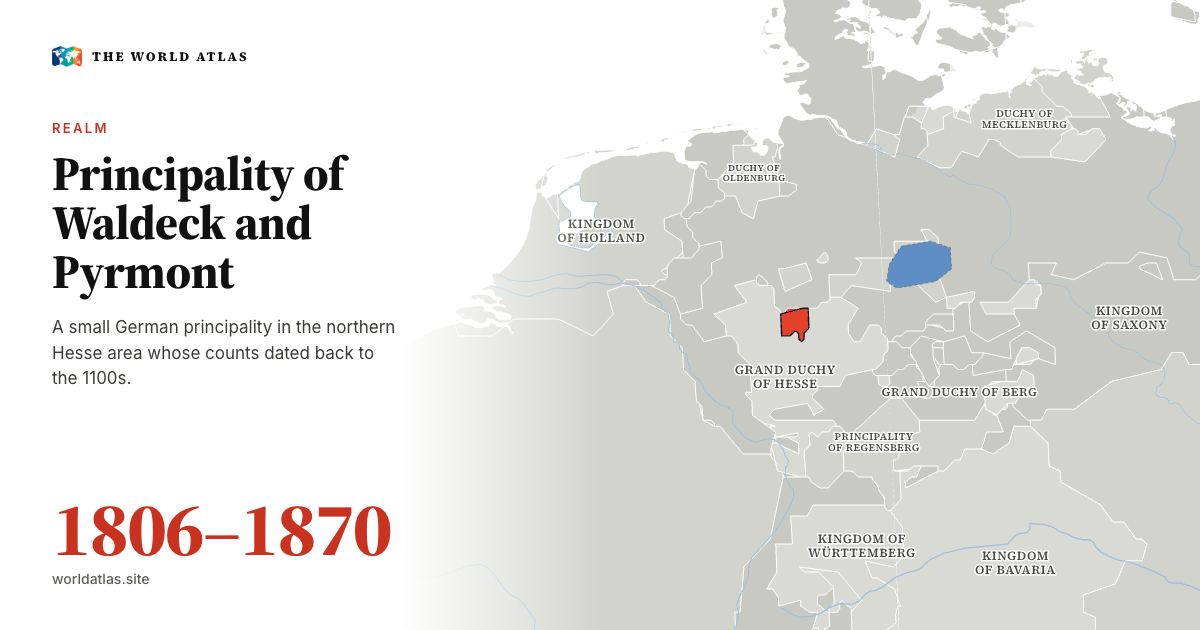 THE WORLD ATLAS
REALM
Principality of
Waldeck and
Pyrmont
A small German principality in the northern
Hesse area whose counts dated back to
the 1100s.
1806–1870
worldatlas.site
DUCHY OF
MECKLENBURG
DUCHY OF
OLDENBURG
KINGDOM
OF HOLLAND
KINGDOM
OF SAXONY
GRAND DUCHY
OF HESSE
GRAND DUCHY OF BERG
PRINCIPALITY
OF REGENSBERG
KINGDOM OF
WÜRTTEMBERG
KINGDOM
OF BAVARIA